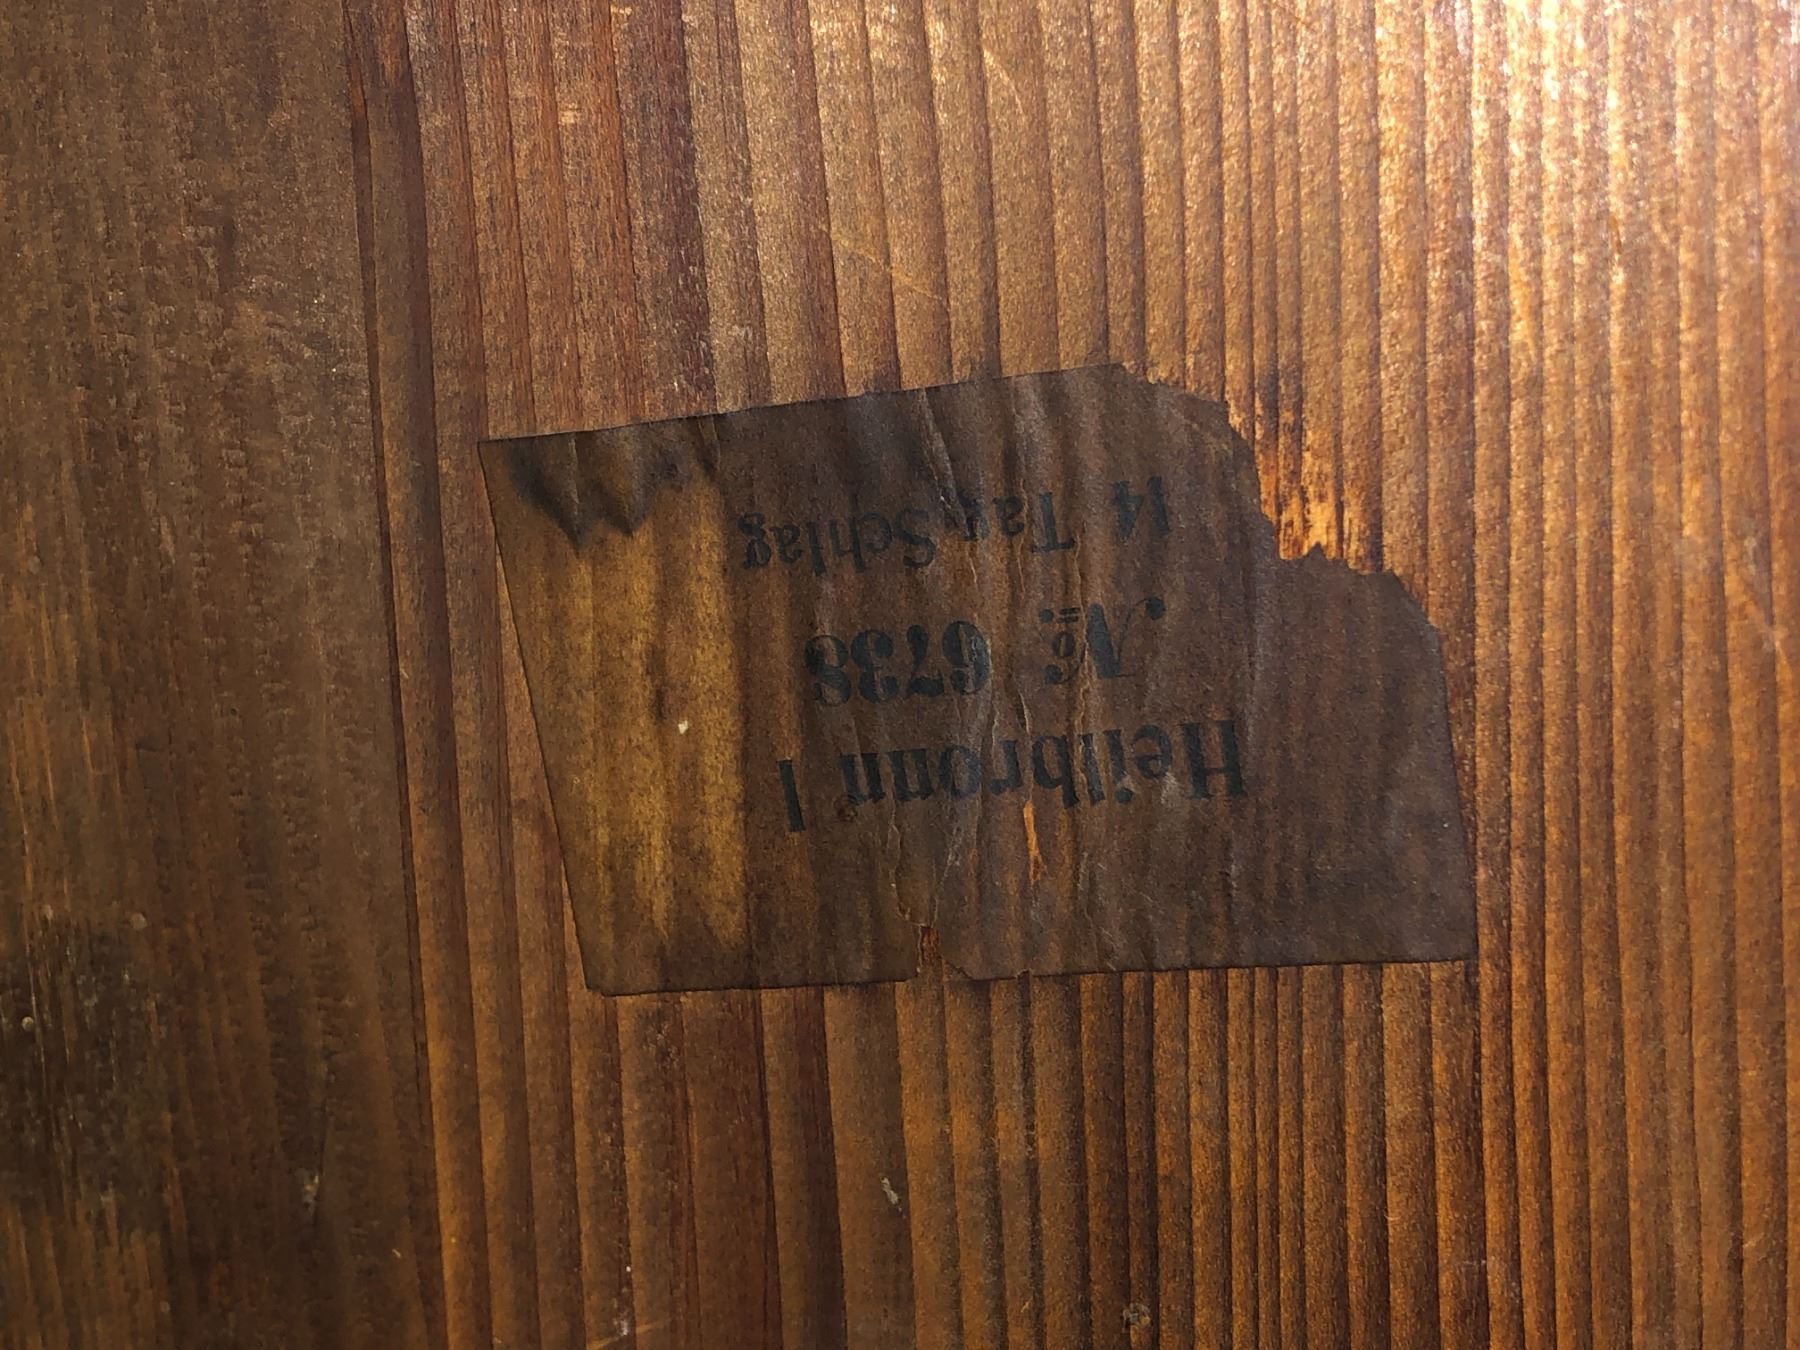 Heilbronn I
No. 6738
14 Tag-Schlag